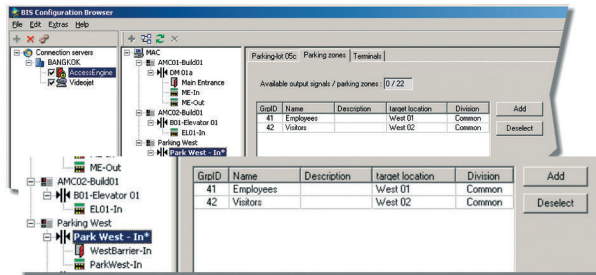 BIS Configuration Browser
File Edit Extras Help
Connection servers
BANGKOK
AccessEngine
Videojet
MAC
AMC01-Build01
DM 01a
Main Entrance
ME-In
ME-Out
AMC02-Build01
B01-Elevator 01
EL01-In
Parking West
Park West - In*
Parking-lot 05c Parking zones Terminals
Available output signals / parking zones : 0 / 22
GrpID Name Description target location Division
41 Employees West 01 Common
42 Visitors West 02 Common
Add
Deselect
ME-Out
AMC02-Build01
B01-Elevator 01
EL01-In
Parking West
Park West - In*
WestBarrier-In
ParkWest-In
GrpID Name Description target location Division
41 Employees West 01 Common
42 Visitors West 02 Common
Add
Deselect